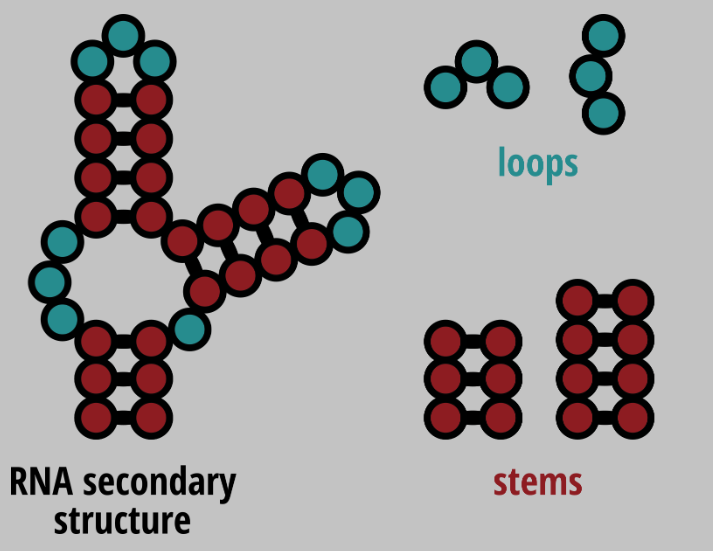 loops
stems
RNA secondary
structure